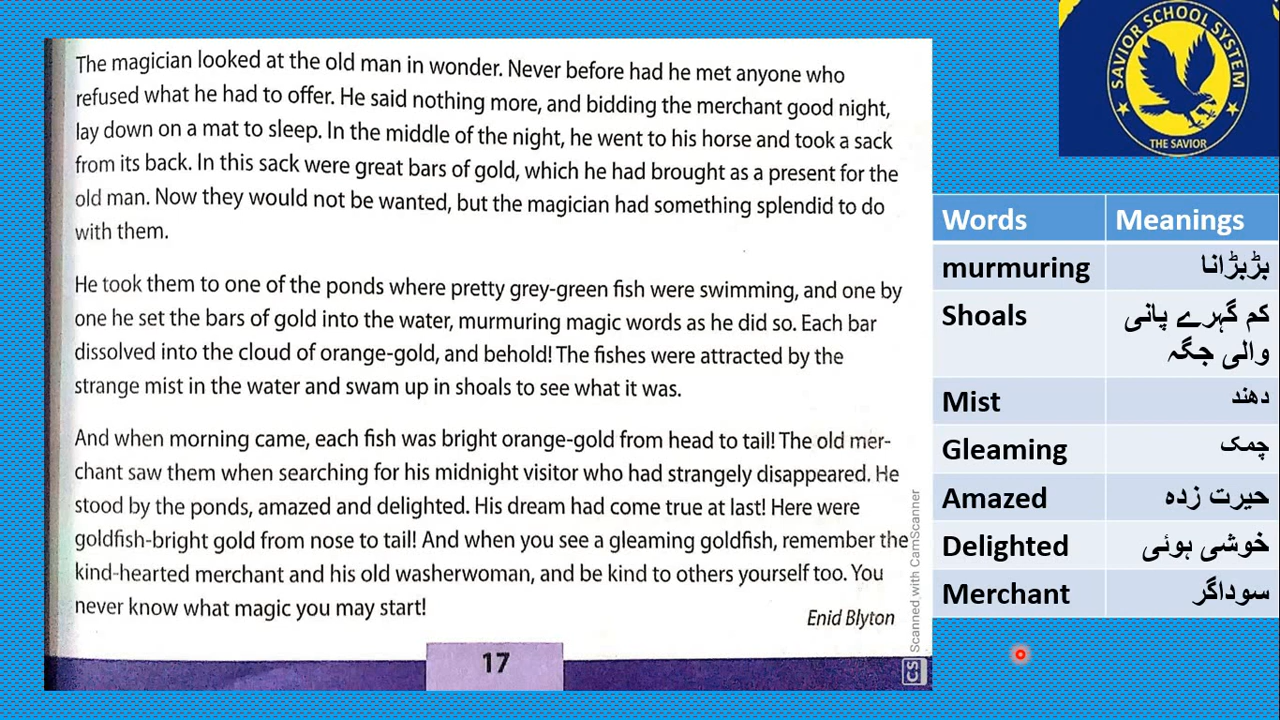 The magician looked at the old man in wonder. Never before had he met anyone who
refused what he had to offer. He said nothing more, and bidding the merchant good night,
lay down on a mat to sleep. In the middle of the night, he went to his horse and took a sack
from its back. In this sack were great bars of gold, which he had brought as a present for the
old man. Now they would not be wanted, but the magician had something splendid to do
with them.
He took them to one of the ponds where pretty grey-green fish were swimming, and one by
one he set the bars of gold into the water, murmuring magic words as he did so. Each bar
dissolved into the cloud of orange-gold, and behold! The fishes were attracted by the
strange mist in the water and swam up in shoals to see what it was.
And when morning came, each fish was bright orange-gold from head to tail! The old mer-
chant saw them when searching for his midnight visitor who had strangely disappeared. He
stood by the ponds, amazed and delighted. His dream had come true at last! Here were
goldfish-bright gold from nose to tail! And when you see a gleaming goldfish, remember the
kind-hearted merchant and his old washerwoman, and be kind to others yourself too. You
never know what magic you may start!
Enid Blyton
17
Scanned with CamScanner
CS
SAVIOR SCHOOL SYSTEM
THE SAVIOR
Words Meanings
murmuring بڑبڑانا
Shoals کم گہرے پانی
والی جگہ
Mist دھند
Gleaming چمک
Amazed حیرت زدہ
Delighted خوشی ہوئی
Merchant سوداگر